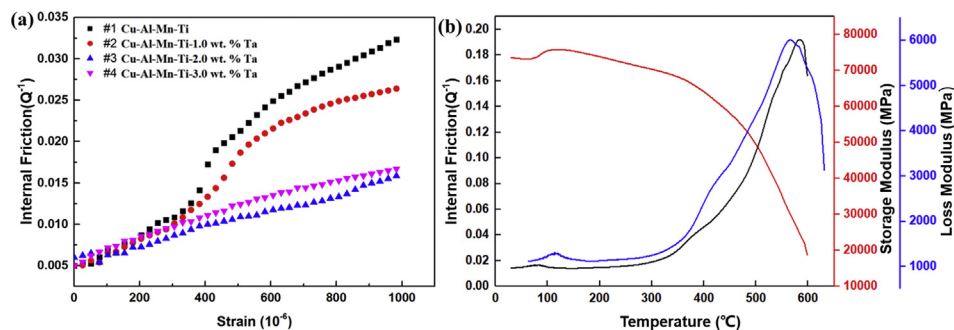 (a)
#1 Cu-Al-Mn-Ti
#2 Cu-Al-Mn-Ti-1.0 wt. % Ta
#3 Cu-Al-Mn-Ti-2.0 wt. % Ta
#4 Cu-Al-Mn-Ti-3.0 wt. % Ta
0.035
0.030
0.025
0.020
0.015
0.010
0.005
Internal Friction(Q-1)
0 200 400 600 800 1000
Strain (10-6)
(b)
0.20
0.18
0.16
0.14
0.12
0.10
0.08
0.06
0.04
0.02
0.00
Internal Friction(Q-1)
0 100 200 300 400 500 600
Temperature (℃)
80000
70000
60000
50000
40000
30000
20000
10000
Storage Modulus (MPa)
6000
5000
4000
3000
2000
1000
Loss Modulus (MPa)